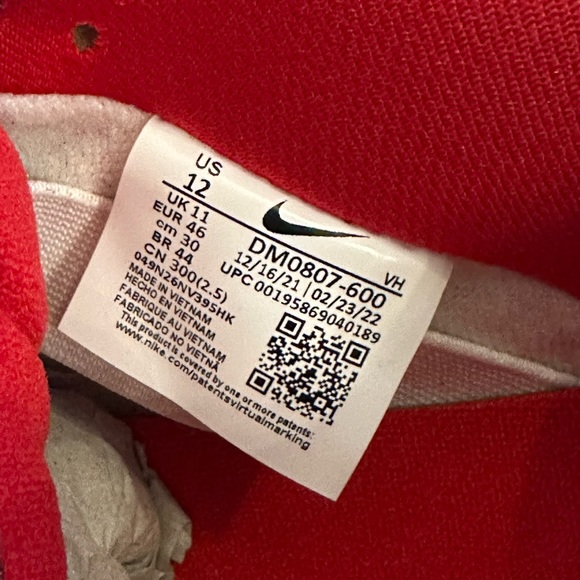 US
12
UK 11
EUR 46
cm 30
BR 44
CN 300(2.5)
049N26NV395HK
MADE IN VIETNAM
HECHO EN VIETNAM
FABRIQUE AU VIETNAM
FABRICADO NO VIETNÃ
This product is covered by one or more patents:
www.nike.com/patentsvirtualmarking
DM0807-600 VH
12/16/21 | 02/23/22
UPC 00195869040189